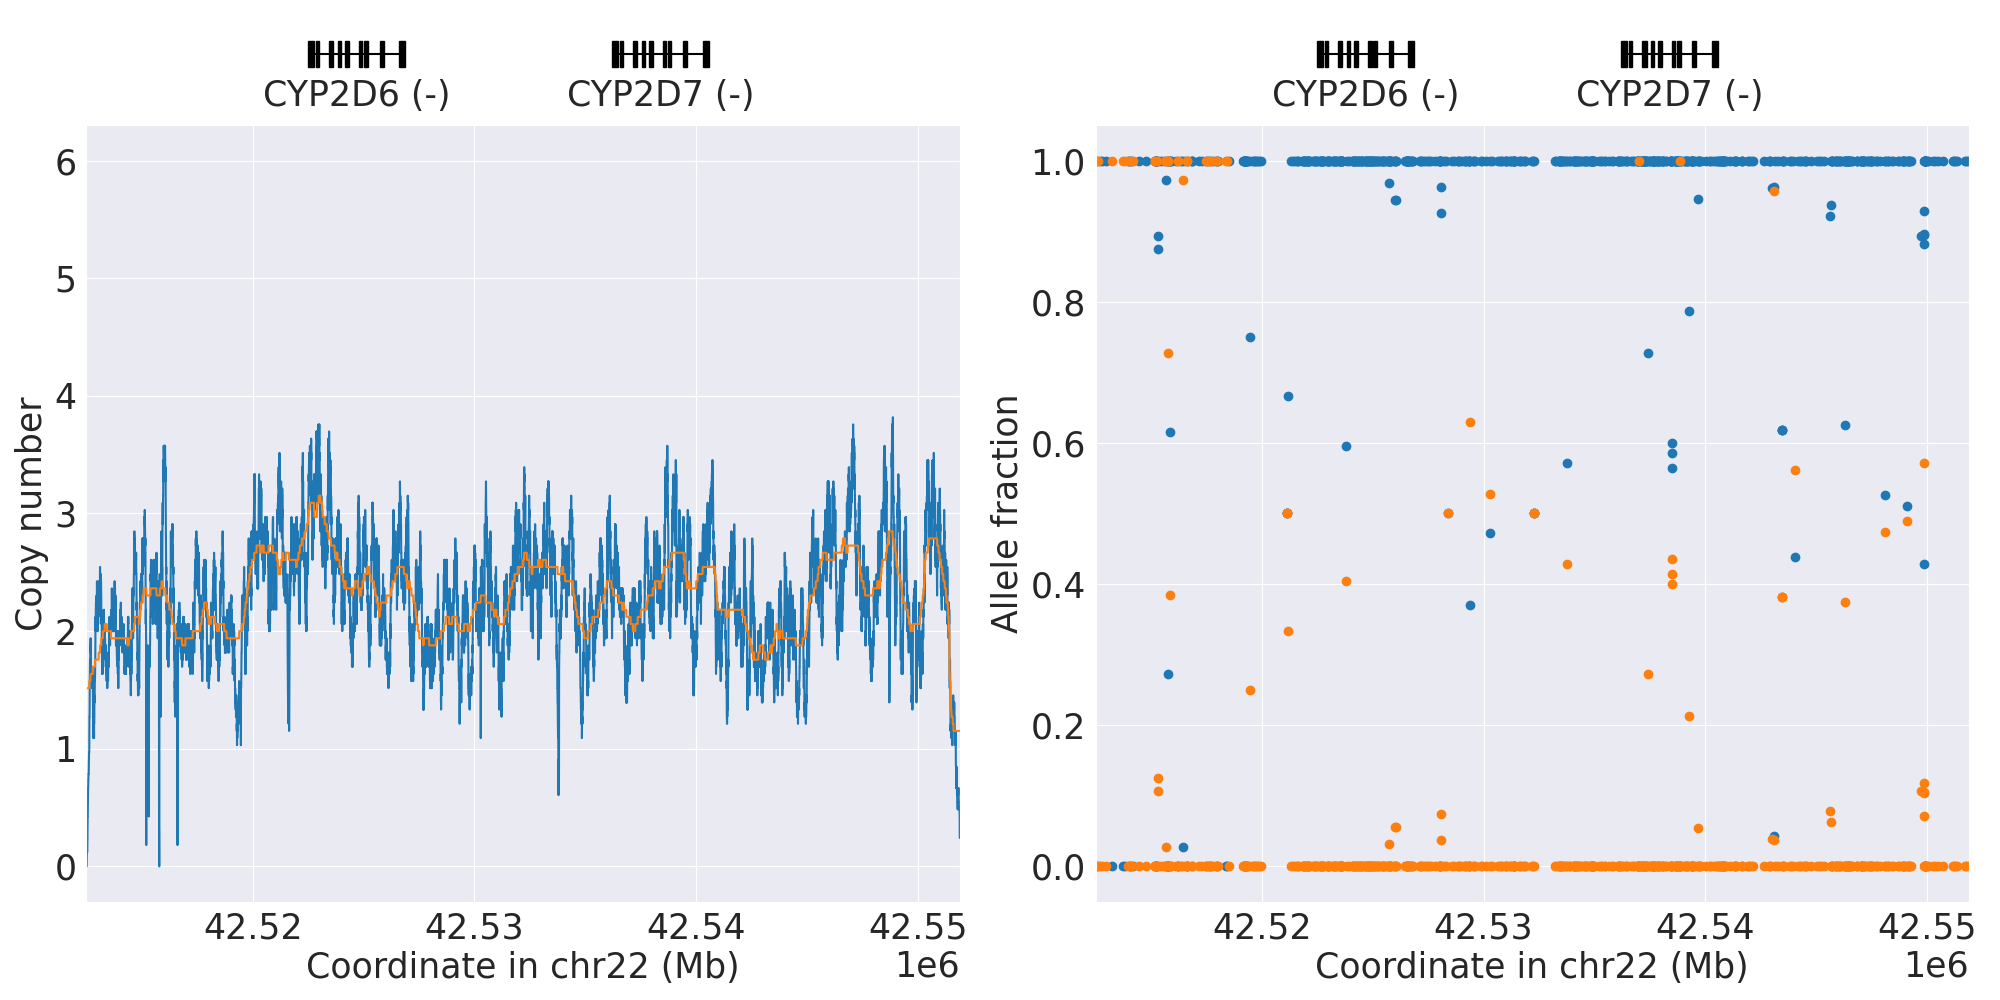 CYP2D6 (-) CYP2D7 (-)
Copy number
6
5
4
3
2
1
0
42.52 42.53 42.54 42.55
Coordinate in chr22 (Mb) 1e6
CYP2D6 (-) CYP2D7 (-)
Allele fraction
1.0
0.8
0.6
0.4
0.2
0.0
42.52 42.53 42.54 42.55
Coordinate in chr22 (Mb) 1e6